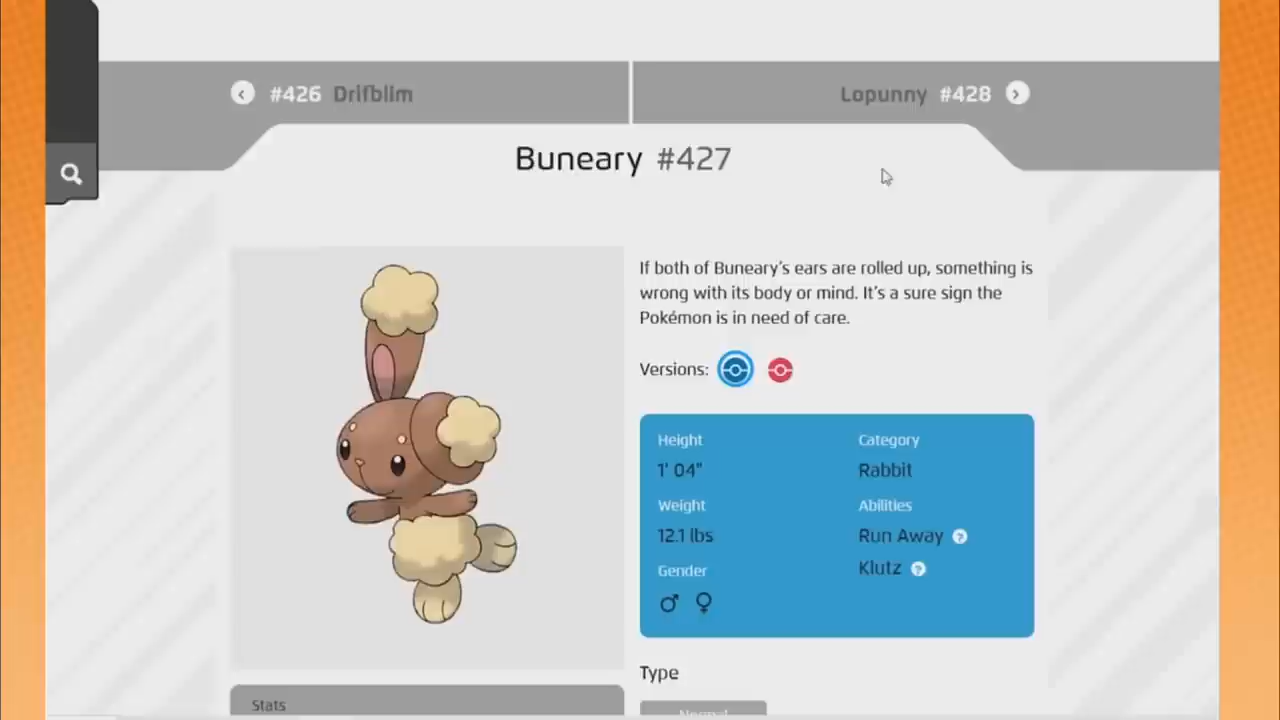 #426 Drifblim
Lopunny #428
Buneary #427
If both of Buneary's ears are rolled up, something is
wrong with its body or mind. It's a sure sign the
Pokémon is in need of care.
Versions:
Height
1' 04"
Weight
12.1 lbs
Gender
Category
Rabbit
Abilities
Run Away
Klutz
Type
Normal
Stats